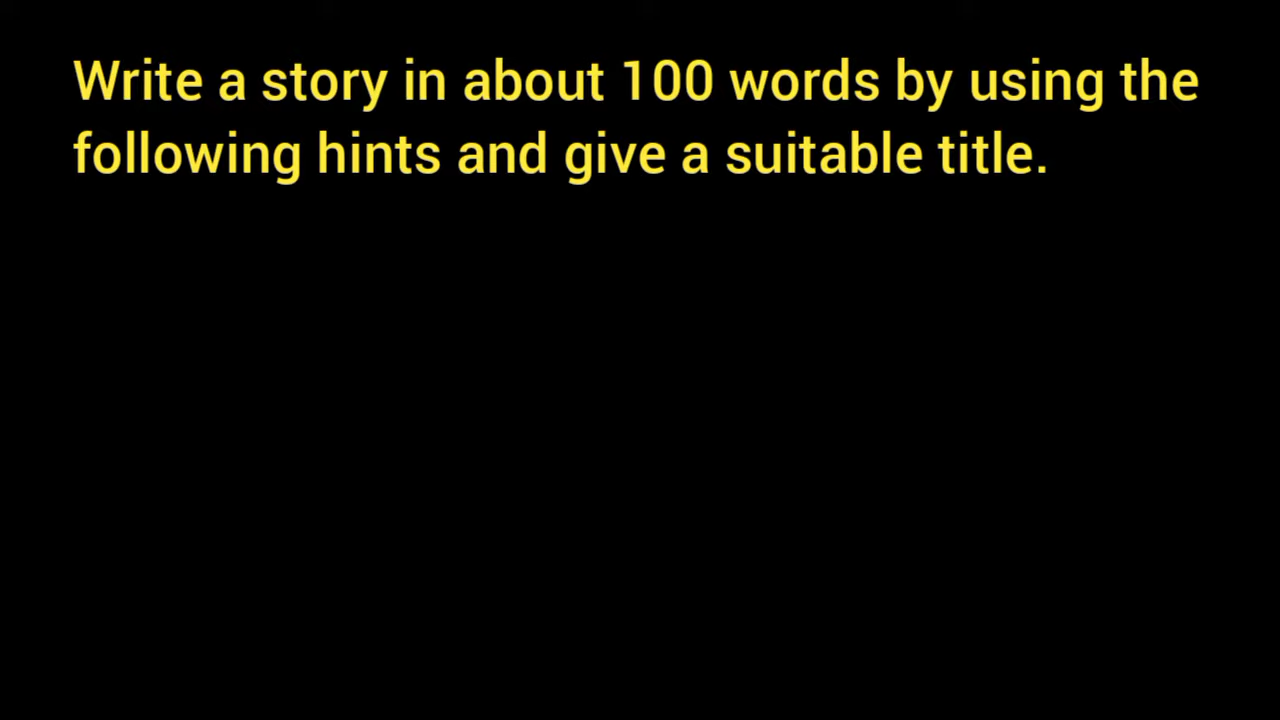 Write a story in about 100 words by using the
following hints and give a suitable title.